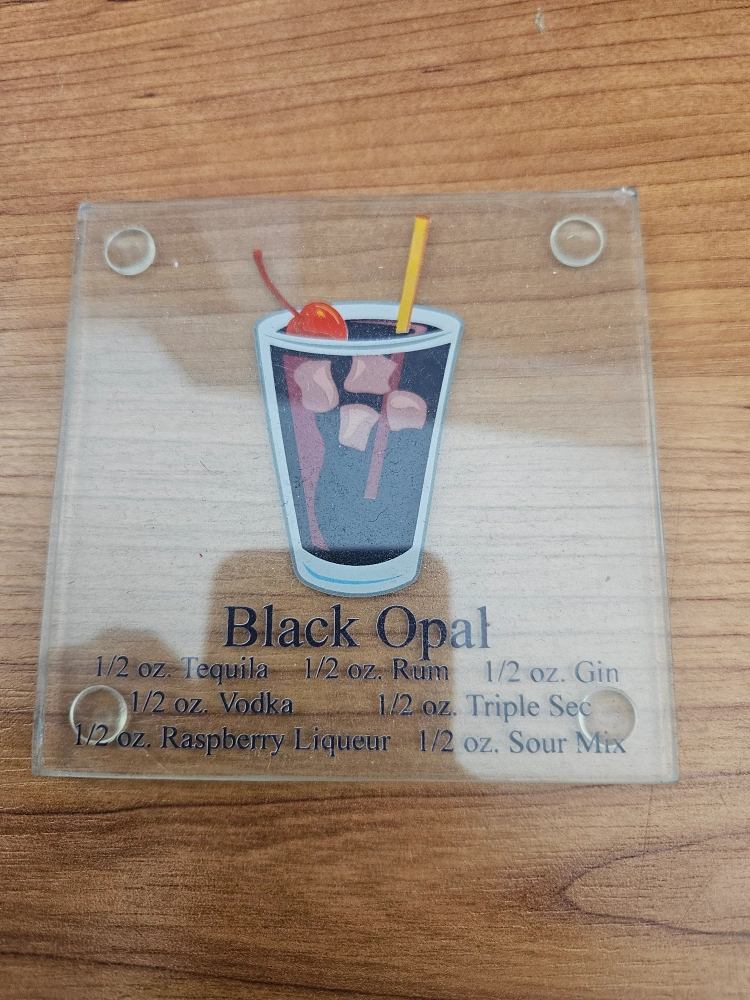 Black Opal
1/2 oz. Tequila 1/2 oz. Rum 1/2 oz. Gin
1/2 oz. Vodka 1/2 oz. Triple Sec
1/2 oz. Raspberry Liqueur 1/2 oz. Sour Mix